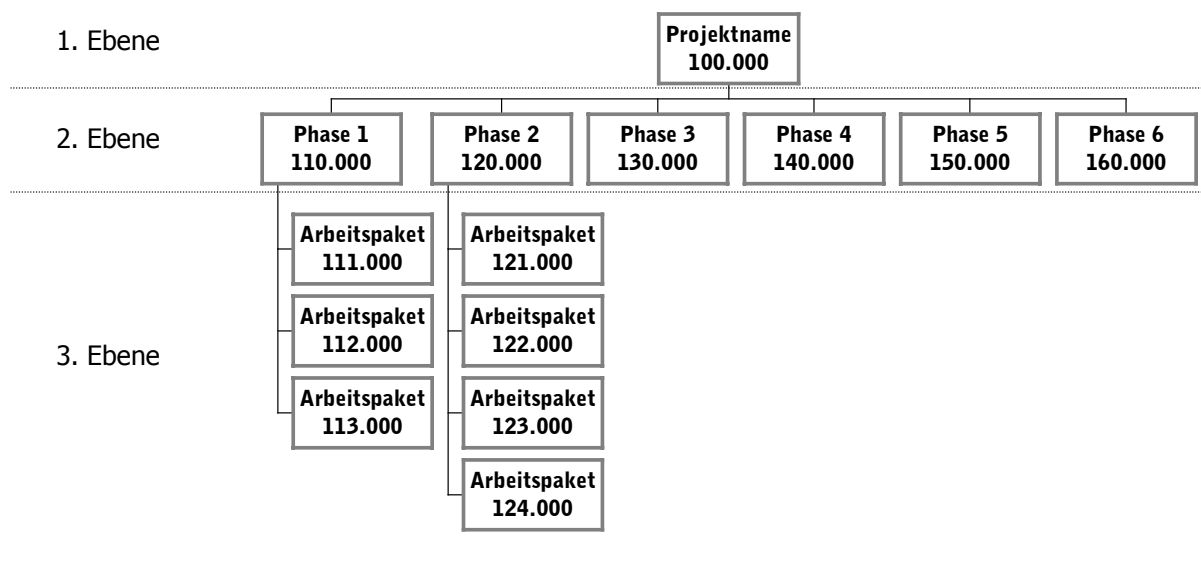 1. Ebene
Projektname
100.000
2. Ebene
Phase 1
110.000
Phase 2
120.000
Phase 3
130.000
Phase 4
140.000
Phase 5
150.000
Phase 6
160.000
3. Ebene
Arbeitspaket
111.000
Arbeitspaket
112.000
Arbeitspaket
113.000
Arbeitspaket
121.000
Arbeitspaket
122.000
Arbeitspaket
123.000
Arbeitspaket
124.000